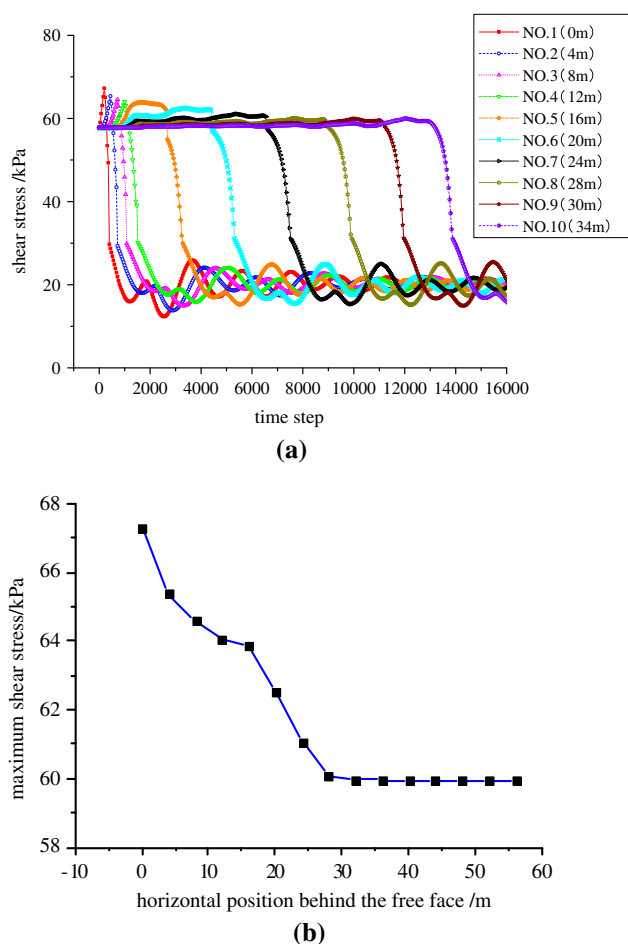 80
60
40
20
0
shear stress /kPa
0 2000 4000 6000 8000 10000 12000 14000 16000
time step
NO.1（0m）
NO.2（4m）
NO.3（8m）
NO.4（12m）
NO.5（16m）
NO.6（20m）
NO.7（24m）
NO.8（28m）
NO.9（30m）
NO.10（34m）
(a)
68
66
64
62
60
58
maximum shear stress/kPa
-10 0 10 20 30 40 50 60
horizontal position behind the free face /m
(b)